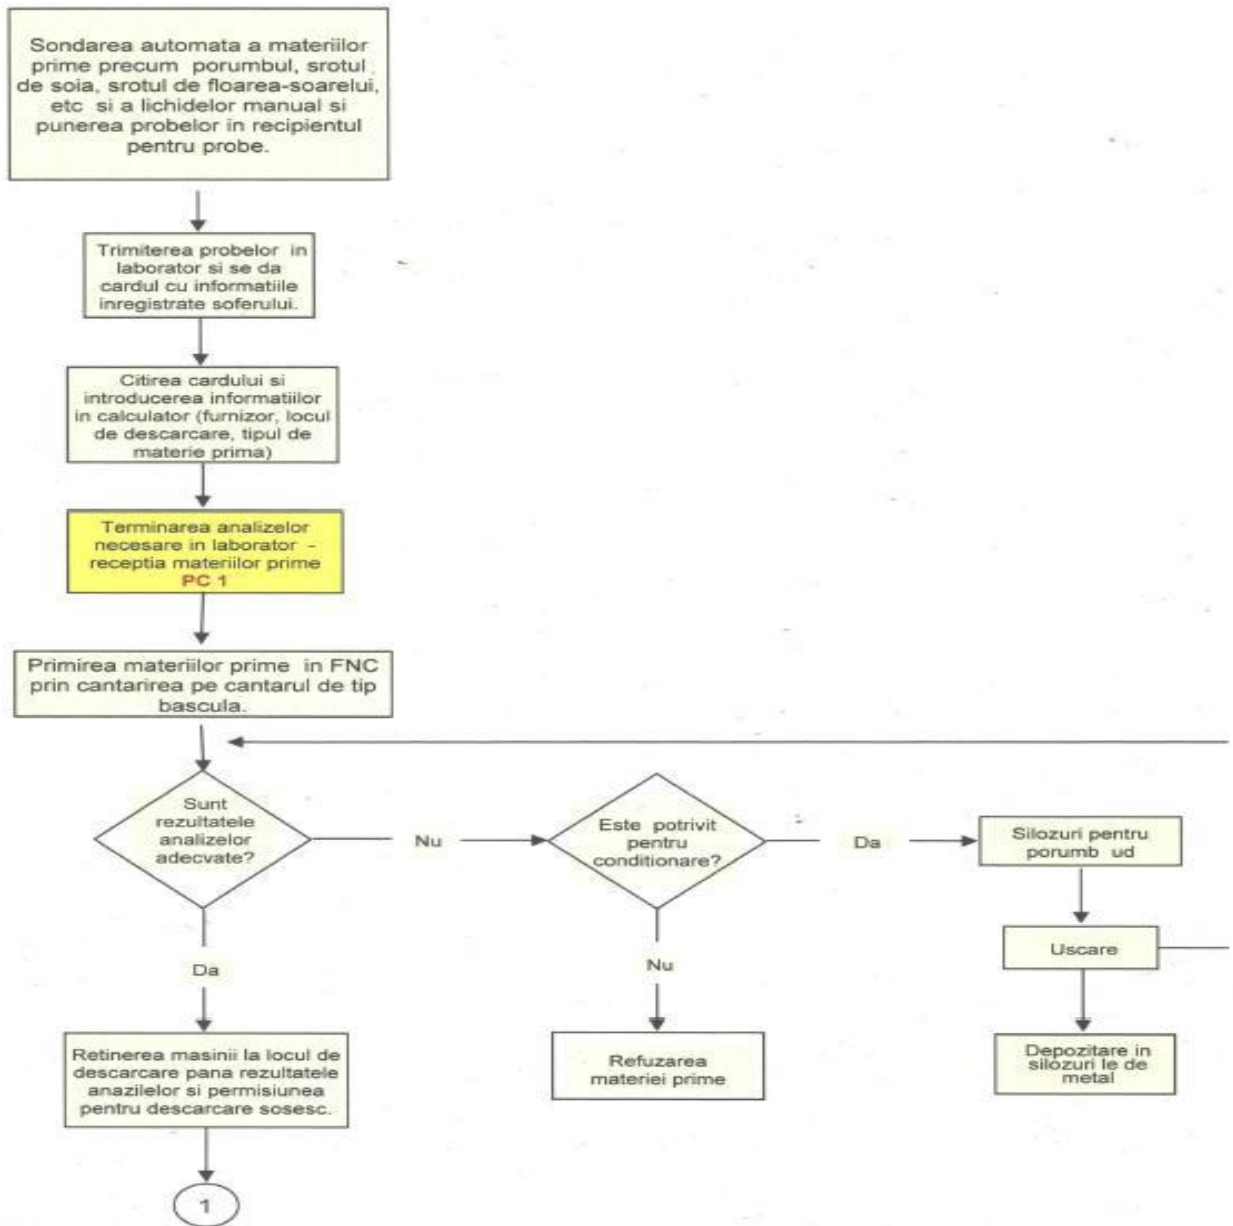 Sondarea automata a materiilor
prime precum porumbul, srotul
de soia, srotul de floarea-soarelui,
etc si a lichidelor manual si
punerea probelor in recipientul
pentru probe.
Trimiterea probelor in
laborator si se da
cardul cu informatiile
inregistrate soferului.
Citirea cardului si
introducerea informatiilor
in calculator (furnizor, locul
de descarcare, tipul de
materie prima)
Terminarea analizelor
necesare in laborator -
receptia materiilor prime
PC 1
Primirea materiilor prime in FNC
prin cantarirea pe cantarul de tip
bascula.
Sunt
rezultatele
analizelor
adecvate?
Nu
Este potrivit
pentru
conditionare?
Da
Silozuri pentru
porumb ud
Uscare
Da
Nu
Retinerea masinii la locul de
descarcare pana rezultatele
anazilelor si permisiunea
pentru descarcare sosesc.
Refuzarea
materiei prime
Depozitare in
silozuri le de
metal
1